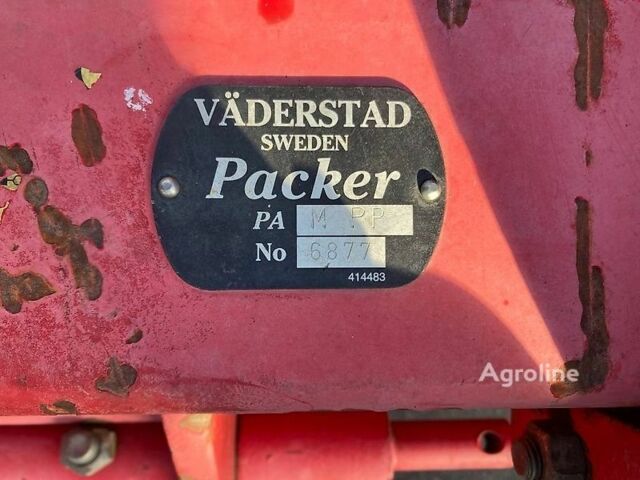 VÄDERSTAD
SWEDEN
Packer
PA M PP
No 6877
414483
Agroline